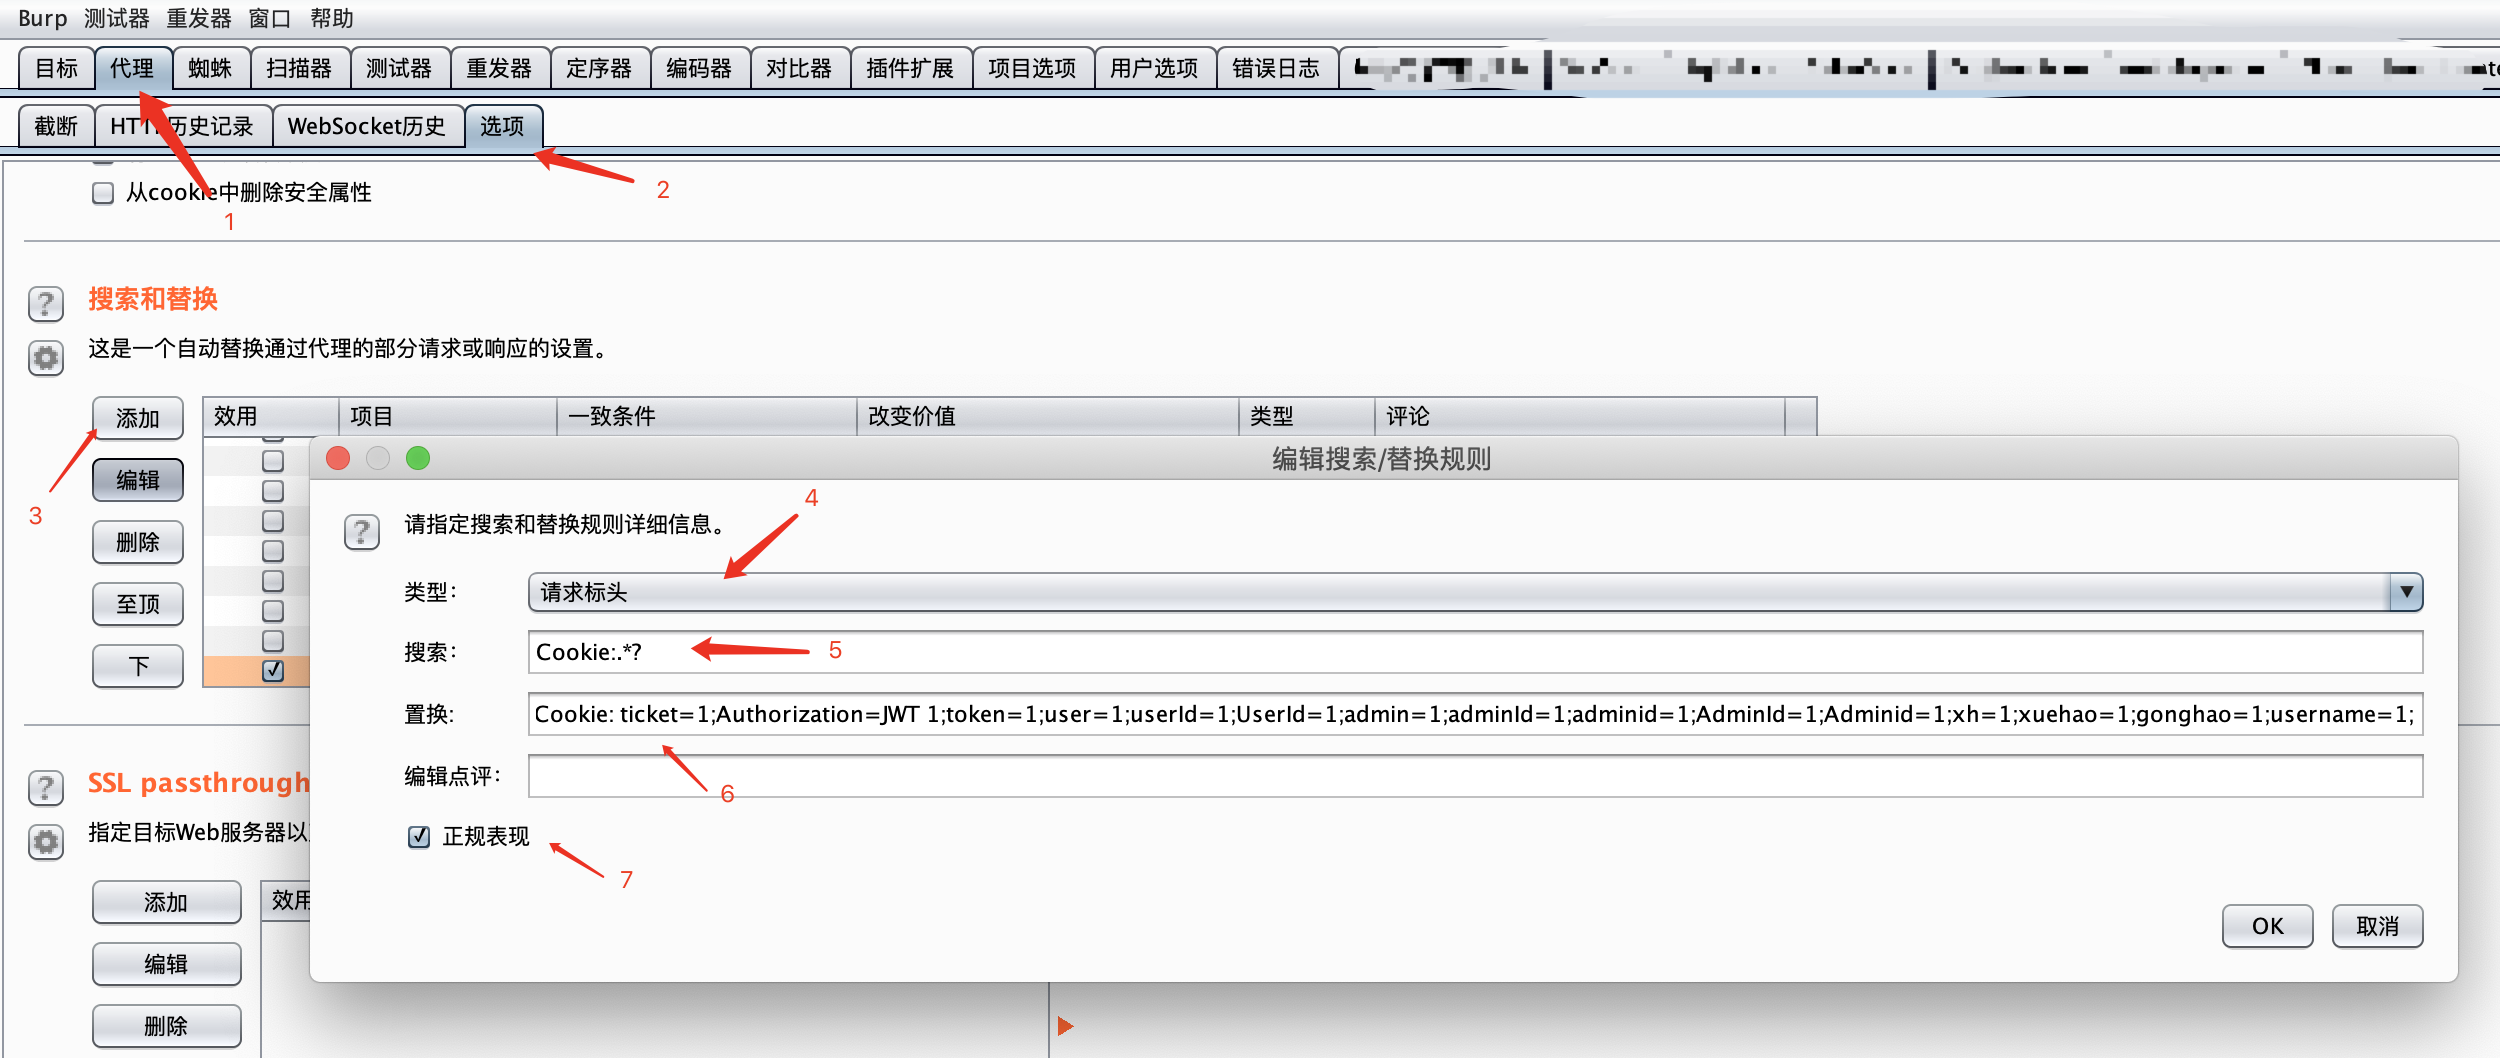 Burp 测试器 重发器 窗口 帮助
目标 代理 蜘蛛 扫描器 测试器 重发器 定序器 编码器 对比器 插件扩展 项目选项 用户选项 错误日志
截断 HTTP历史记录 WebSocket历史 选项
从cookie中删除安全属性
1
2
搜索和替换
这是一个自动替换通过代理的部分请求或响应的设置。
添加 效用 项目 一致条件 改变价值 类型 评论
编辑
3
删除
至顶
下
编辑搜索/替换规则
4
请指定搜索和替换规则详细信息。
类型: 请求标头
搜索: Cookie:.*? 5
置换: Cookie: ticket=1;Authorization=JWT 1;token=1;user=1;userId=1;UserId=1;admin=1;adminId=1;adminid=1;AdminId=1;Adminid=1;xh=1;xuehao=1;gonghao=1;username=1;
编辑点评:
6
正规表现
7
OK 取消
SSL passthrough
指定目标Web服务器以
添加 效用
编辑
删除